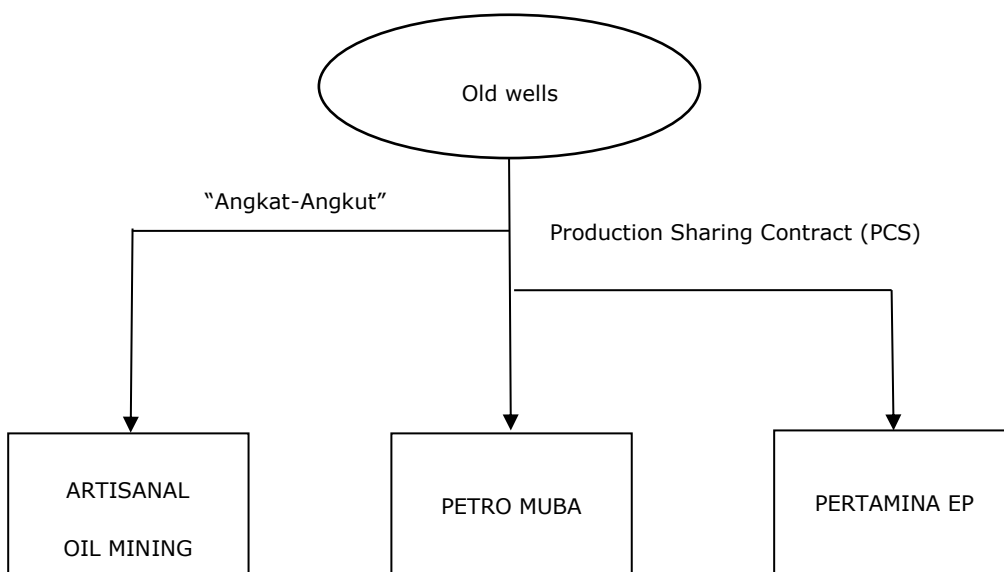 Old wells
“Angkat-Angkut”
Production Sharing Contract (PCS)
ARTISANAL
OIL MINING
PETRO MUBA
PERTAMINA EP